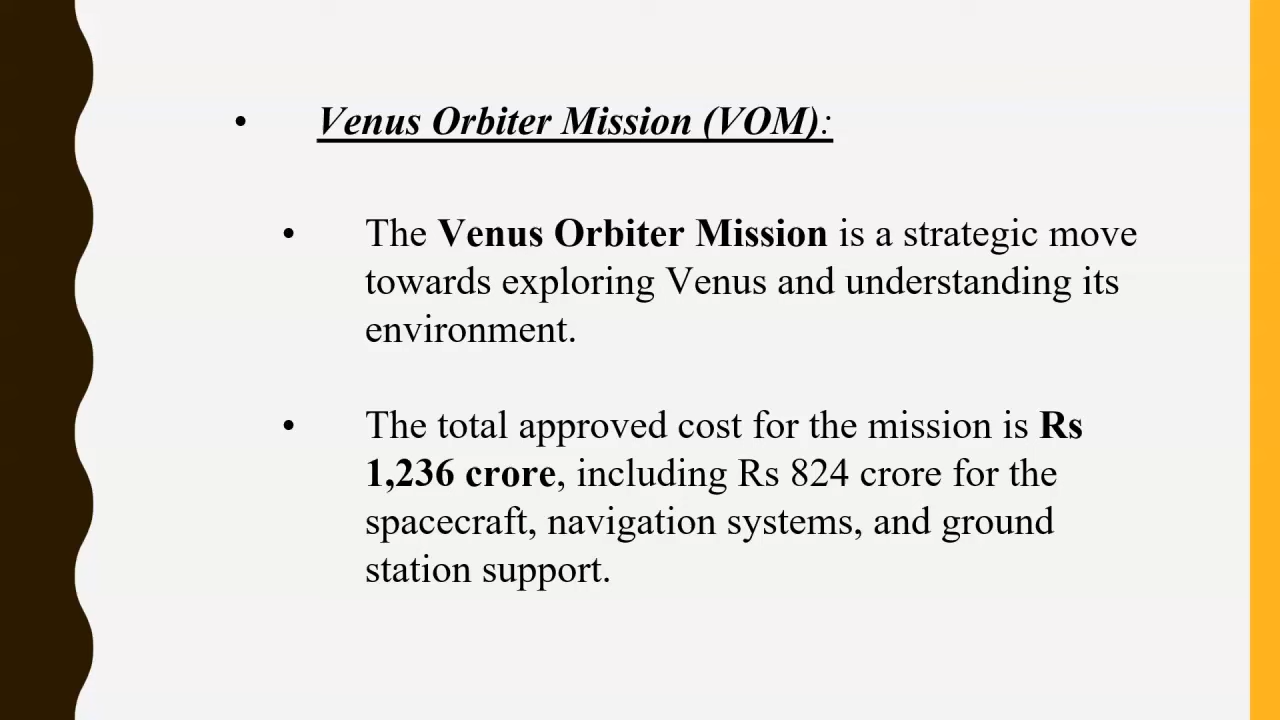 • Venus Orbiter Mission (VOM):
• The Venus Orbiter Mission is a strategic move
towards exploring Venus and understanding its
environment.
• The total approved cost for the mission is Rs
1,236 crore, including Rs 824 crore for the
spacecraft, navigation systems, and ground
station support.